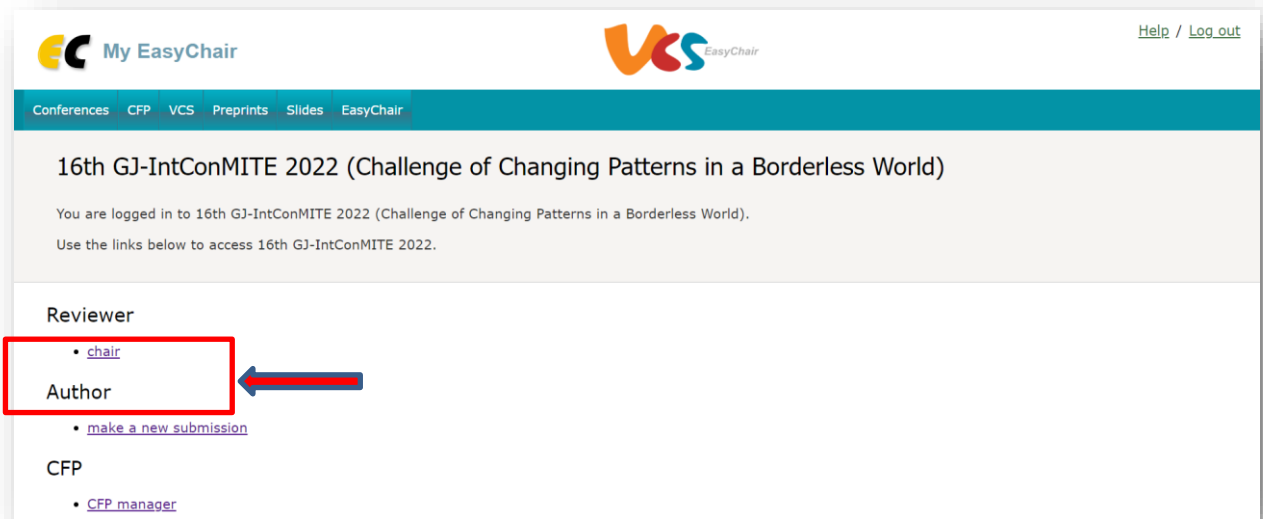 EC My EasyChair
VCS EasyChair
Help / Log out
Conferences CFP VCS Preprints Slides EasyChair
16th GJ-IntConMITE 2022 (Challenge of Changing Patterns in a Borderless World)
You are logged in to 16th GJ-IntConMITE 2022 (Challenge of Changing Patterns in a Borderless World).
Use the links below to access 16th GJ-IntConMITE 2022.
Reviewer
• chair
Author
• make a new submission
CFP
• CFP manager